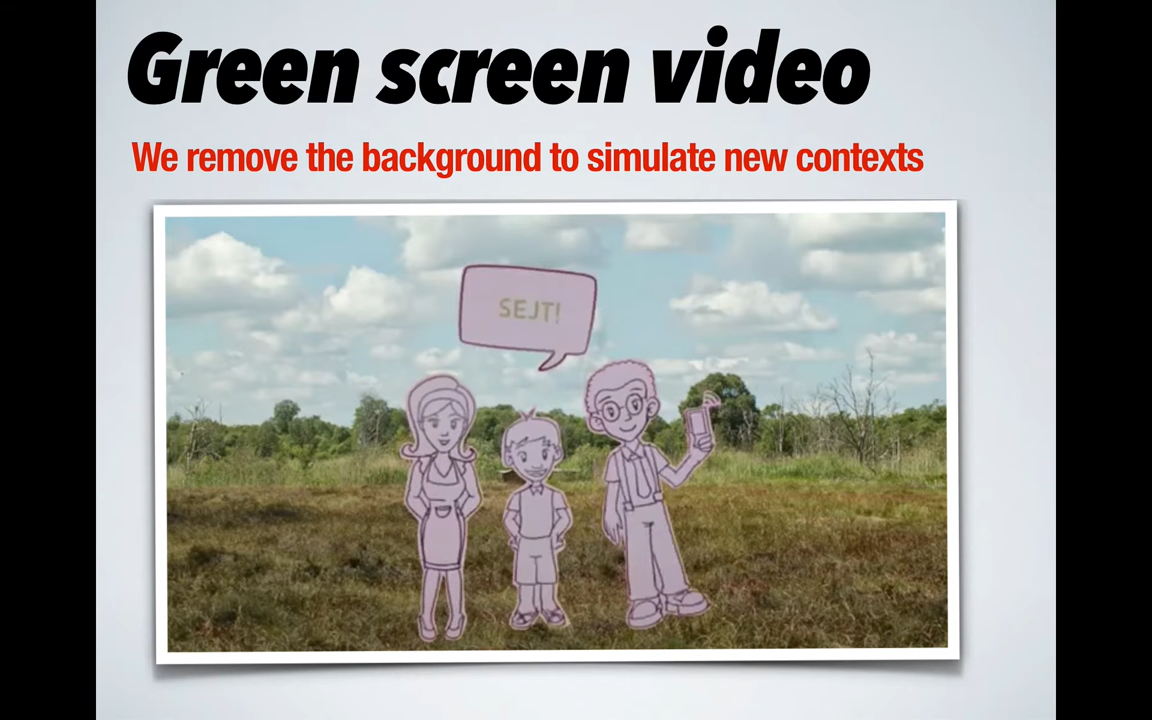 Green screen video
We remove the background to simulate new contexts
SEJT!